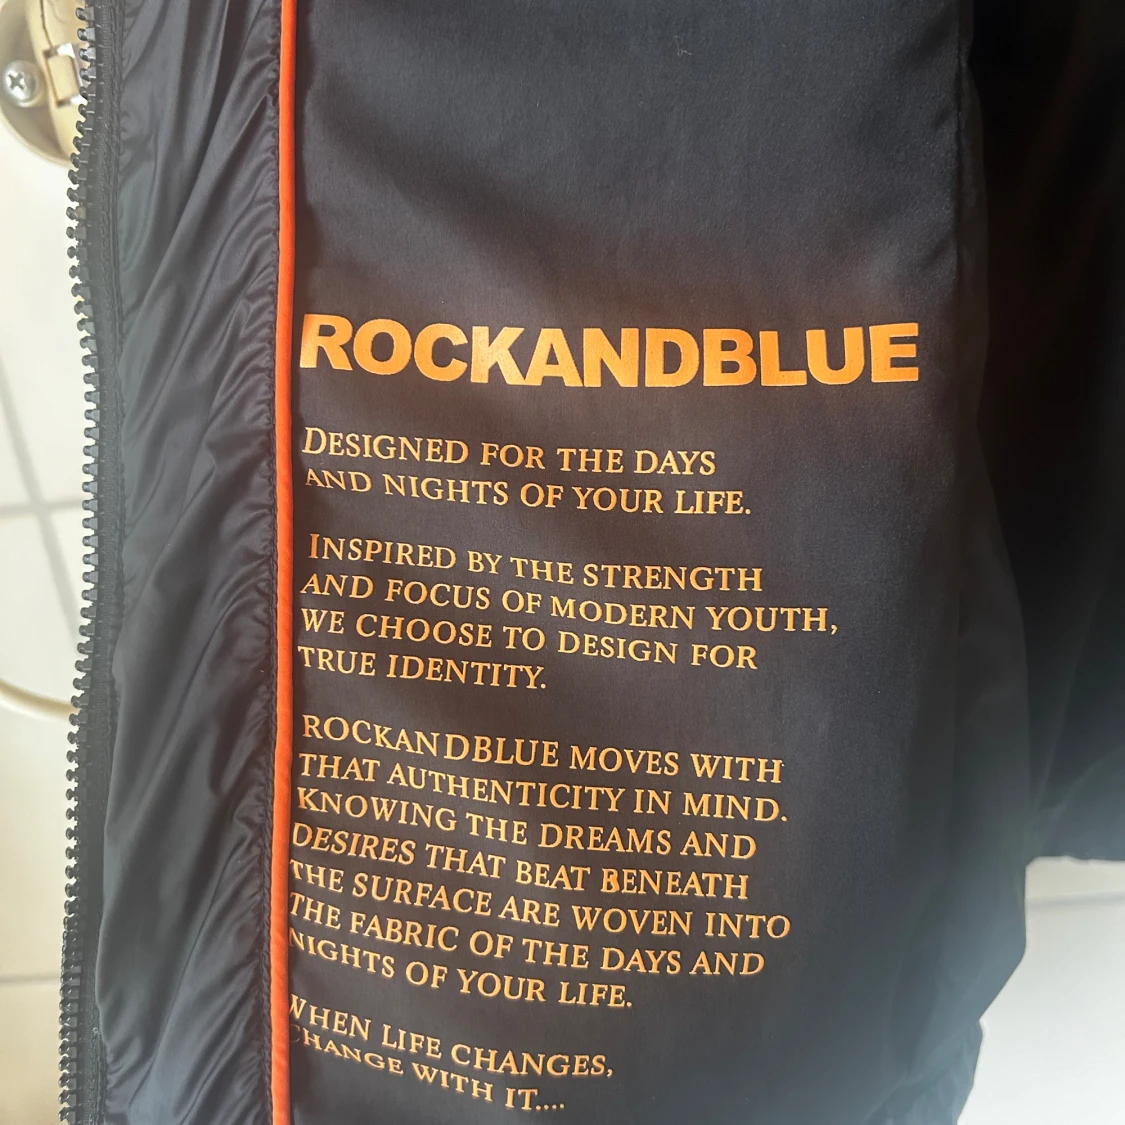 ROCKANDBLUE
DESIGNED FOR THE DAYS
AND NIGHTS OF YOUR LIFE.
INSPIRED BY THE STRENGTH
AND FOCUS OF MODERN YOUTH,
WE CHOOSE TO DESIGN FOR
TRUE IDENTITY.
ROCKANDBLUE MOVES WITH
THAT AUTHENTICITY IN MIND.
KNOWING THE DREAMS AND
DESIRES THAT BEAT BENEATH
THE SURFACE ARE WOVEN INTO
THE FABRIC OF THE DAYS AND
NIGHTS OF YOUR LIFE.
WHEN LIFE CHANGES,
CHANGE WITH IT....